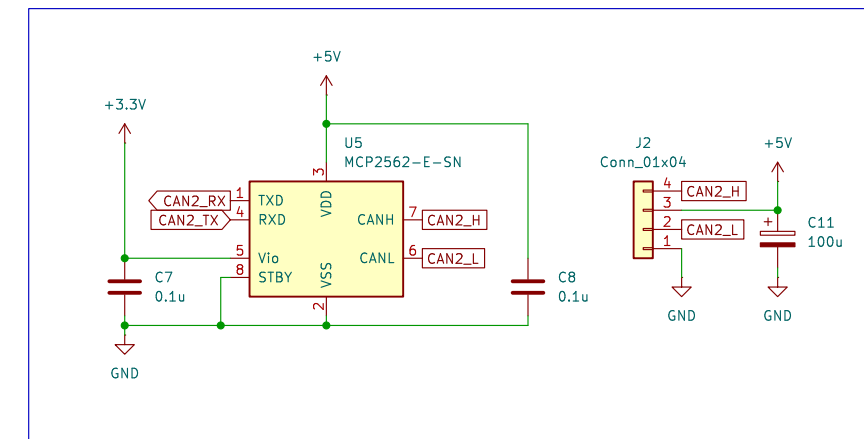 +5V
+3.3V
U5
MCP2562-E-SN
3
VDD
CAN2_RX
1
TXD
CAN2_TX
4
RXD
CANH
7
CAN2_H
5
Vio
CANL
6
CAN2_L
8
STBY
VSS
2
C7
0.1u
C8
0.1u
GND
J2
Conn_01x04
4
CAN2_H
3
2
CAN2_L
1
GND
+5V
+
C11
100u
GND